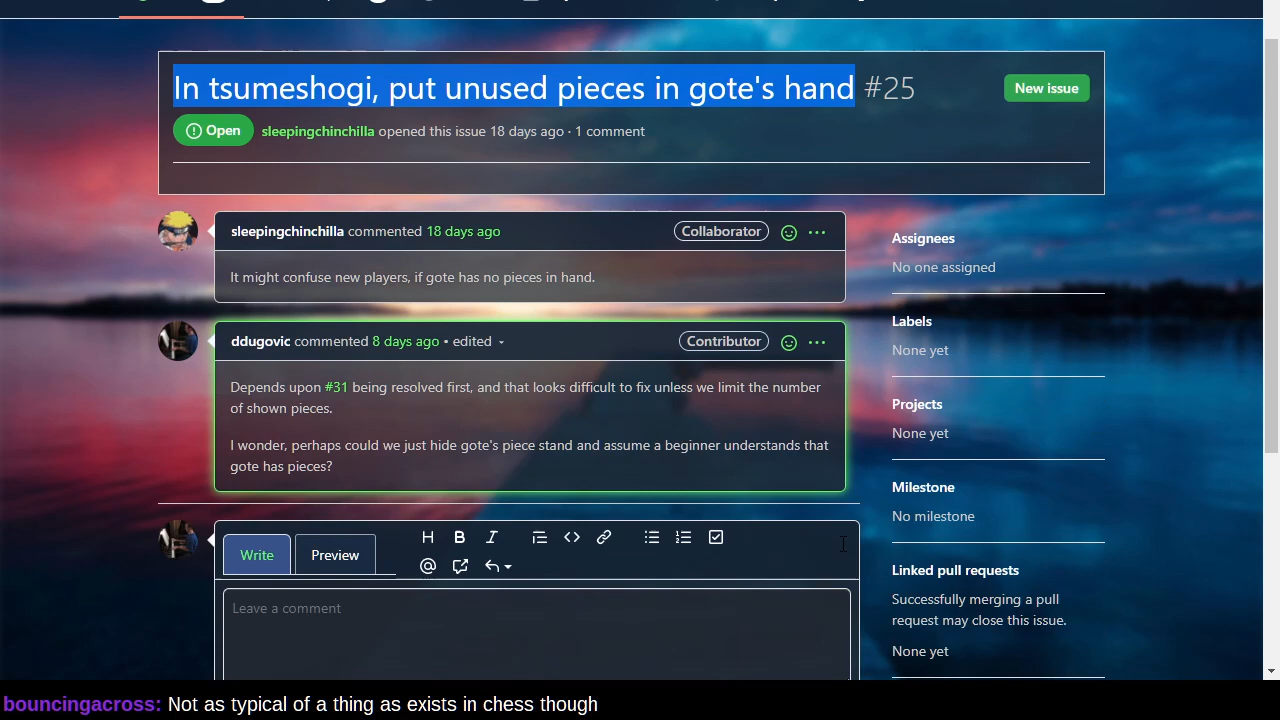 In tsumeshogi, put unused pieces in gote's hand #25
New issue
Open sleepingchinchilla opened this issue 18 days ago · 1 comment
sleepingchinchilla commented 18 days ago
Collaborator
It might confuse new players, if gote has no pieces in hand.
ddugovic commented 8 days ago • edited
Contributor
Depends upon #31 being resolved first, and that looks difficult to fix unless we limit the number
of shown pieces.
I wonder, perhaps could we just hide gote's piece stand and assume a beginner understands that
gote has pieces?
Write
Preview
Leave a comment
Assignees
No one assigned
Labels
None yet
Projects
None yet
Milestone
No milestone
Linked pull requests
Successfully merging a pull
request may close this issue.
None yet
bouncingacross: Not as typical of a thing as exists in chess though